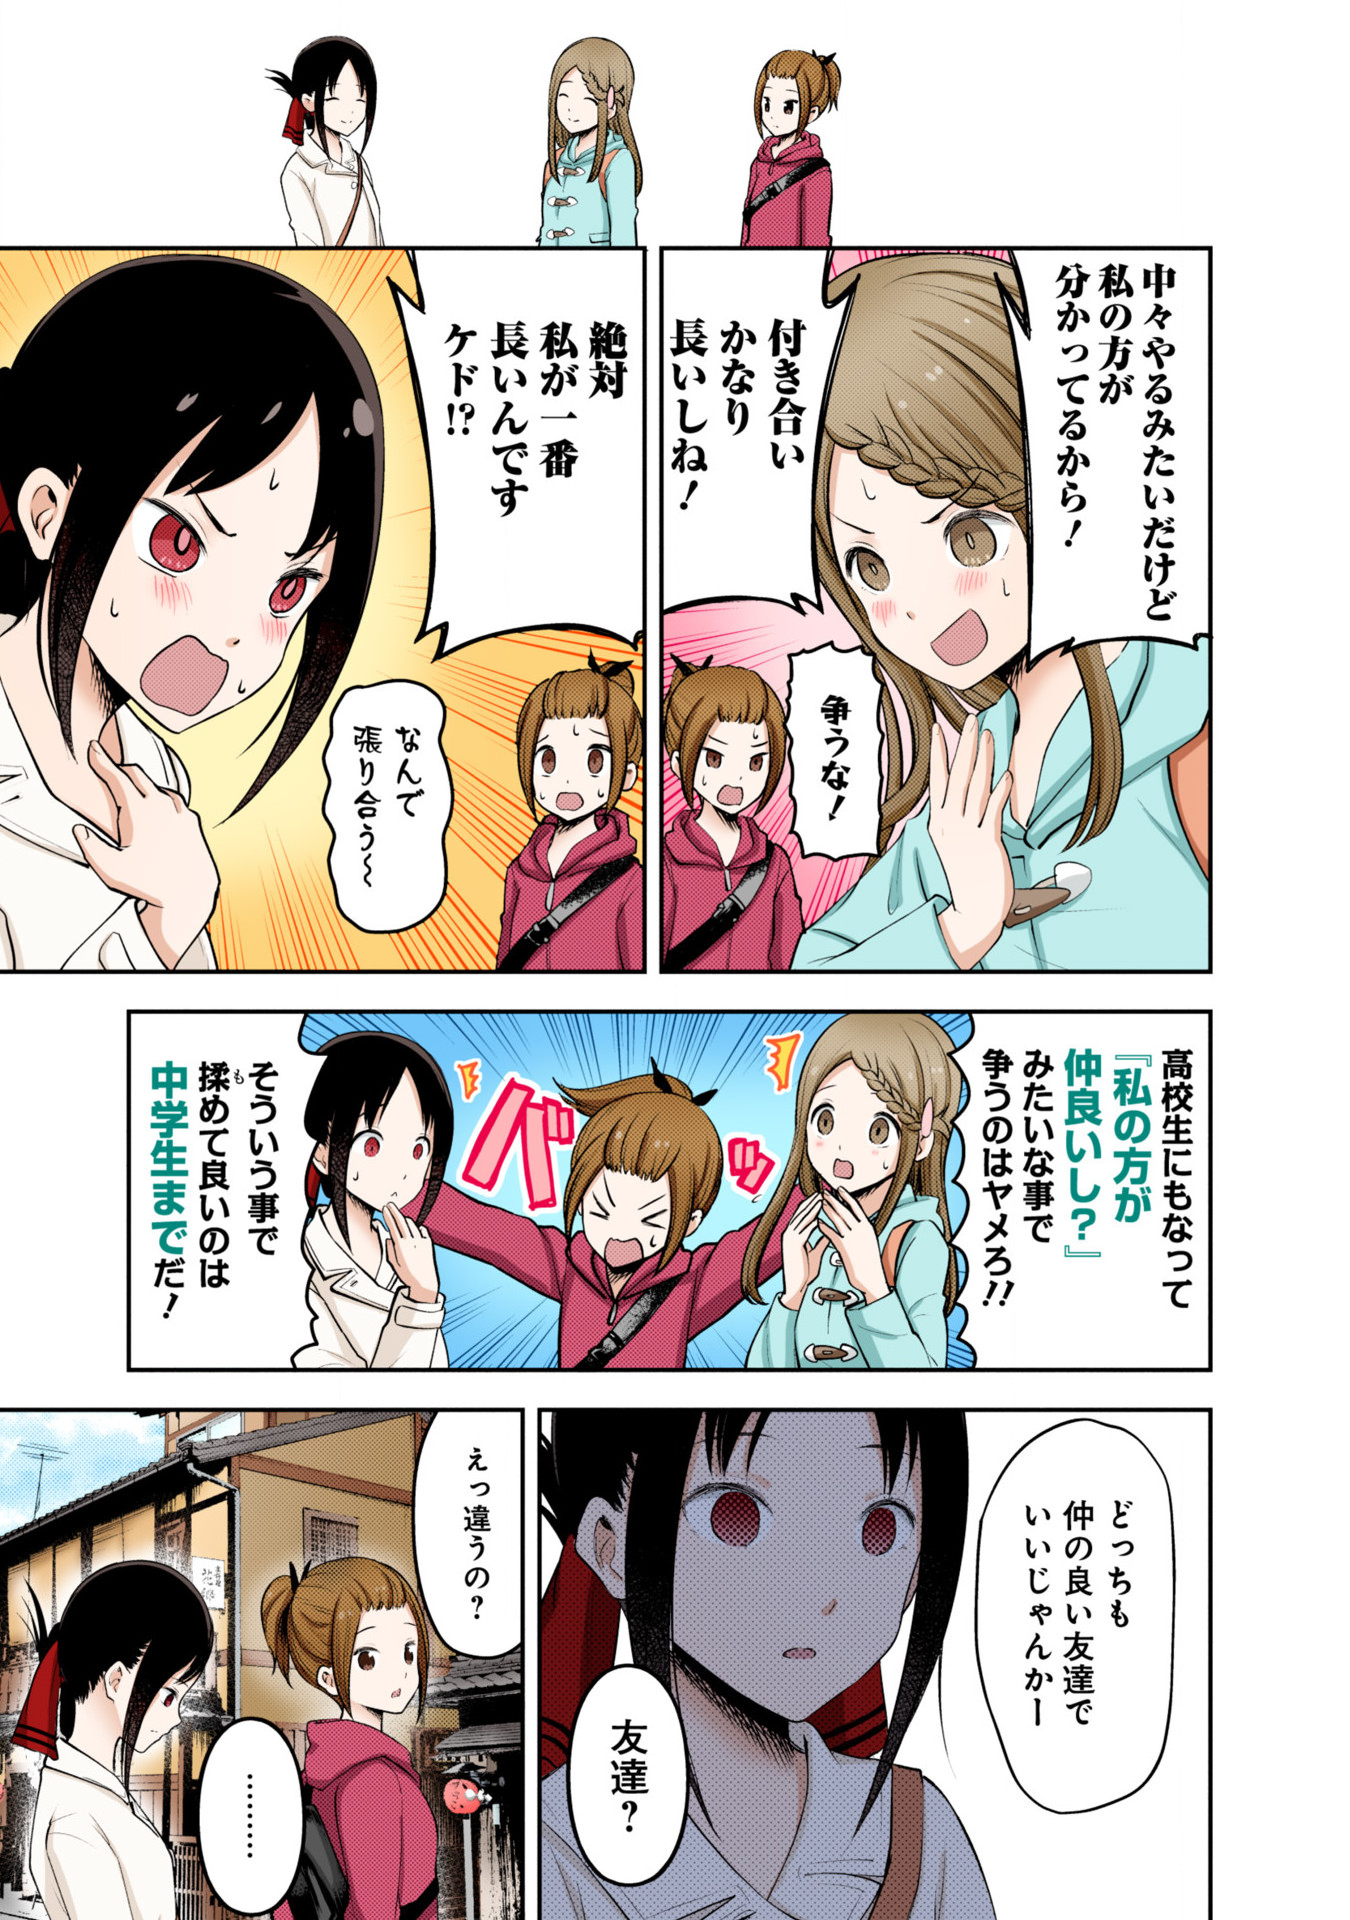 中々やるみたいだけど
私の方が
分かってるから！
付き合い
かなり
長いしね！
争うな！
絶対
私が一番
長いんです
ケド!?
なんで
張り合う〜
高校生にもなって
『私の方が
仲良いし？』
みたいな事で
争うのはヤメろ!!
バッ
そういう事で
揉めて良いのは
も
中学生までだ！
どっちも
仲の良い友達で
いいじゃんかー
友達？
えっ違うの？
………